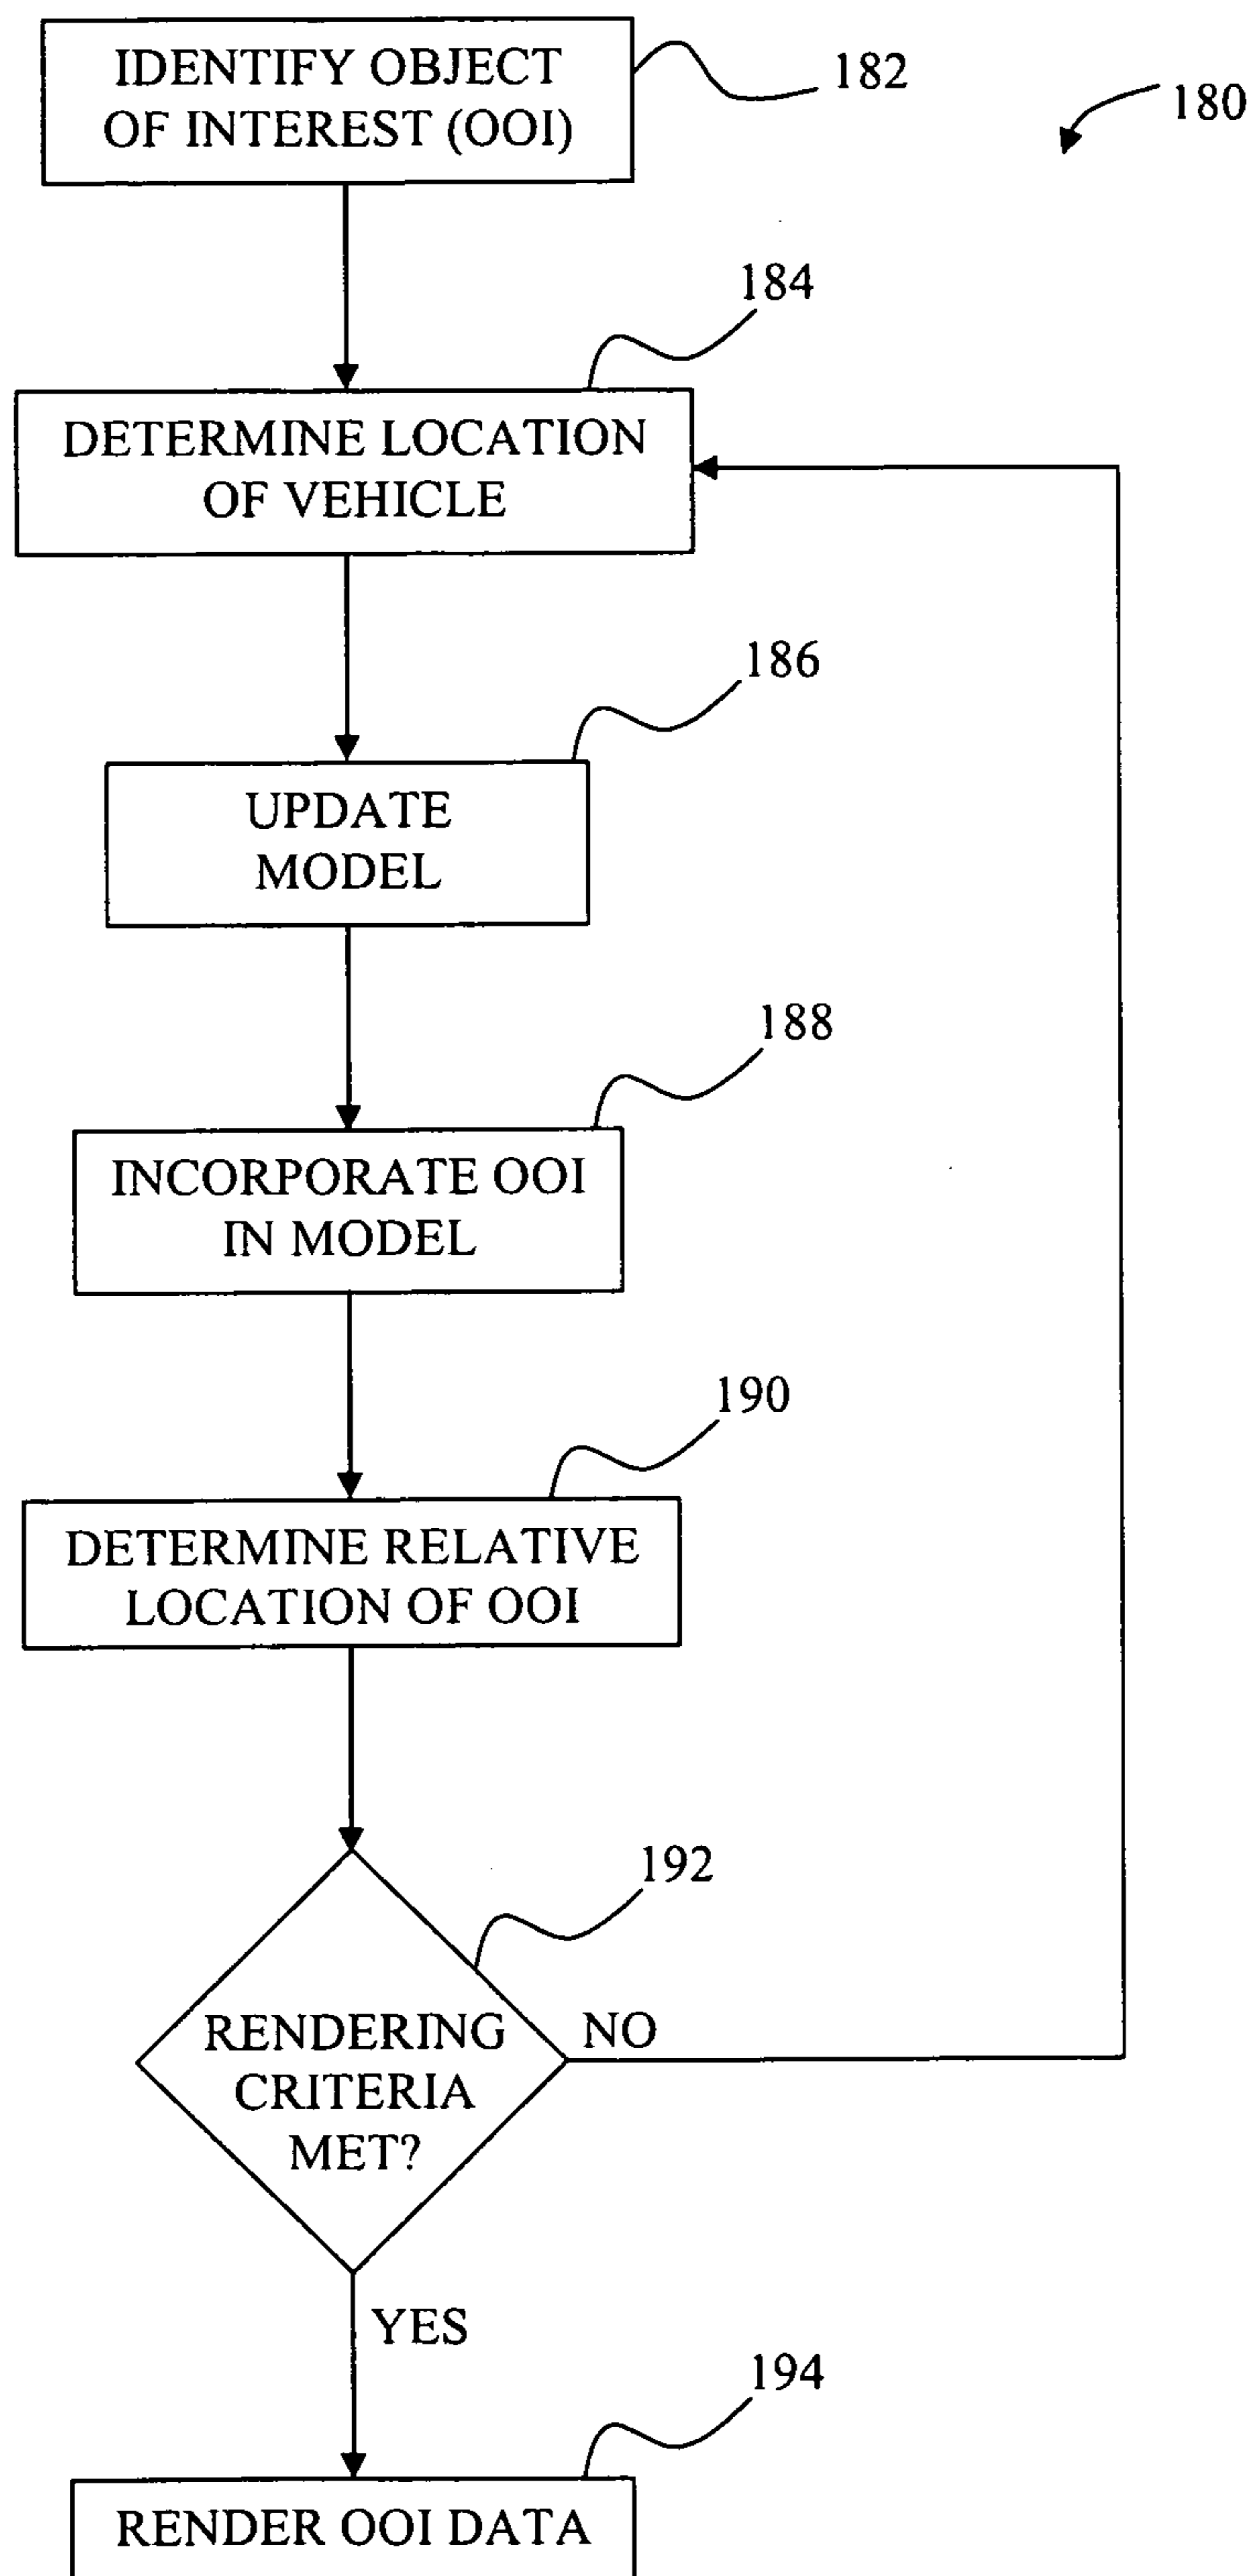 IDENTIFY OBJECT
OF INTEREST (OOI)
182
180
184
DETERMINE LOCATION
OF VEHICLE
186
UPDATE
MODEL
188
INCORPORATE OOI
IN MODEL
190
DETERMINE RELATIVE
LOCATION OF OOI
192
RENDERING
CRITERIA
MET?
NO
YES
194
RENDER OOI DATA